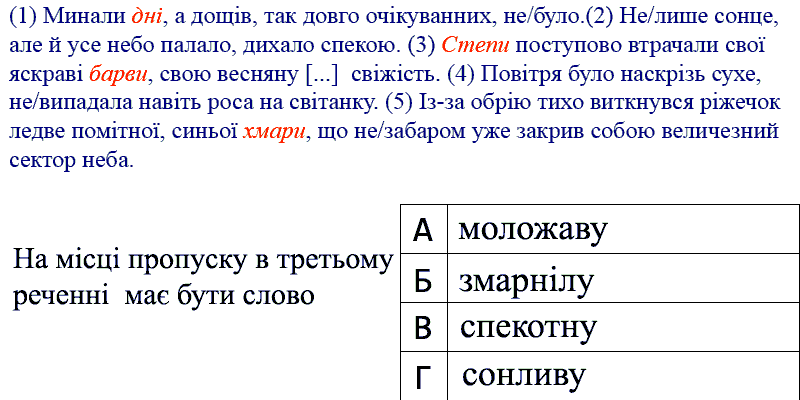 (1) Минали дні, а дощів, так довго очікуванних, не/було.(2) Не/лише сонце,
але й усе небо палало, дихало спекою. (3) Степи поступово втрачали свої
яскраві барви, свою весняну [...] свіжість. (4) Повітря було наскрізь сухе,
не/випадала навіть роса на світанку. (5) Із-за обрію тихо виткнувся ріжечок
ледве помітної, синьої хмари, що не/забаром уже закрив собою величезний
сектор неба.
На місці пропуску в третьому
реченні має бути слово
А моложаву
Б змарнілу
В спекотну
Г сонливу